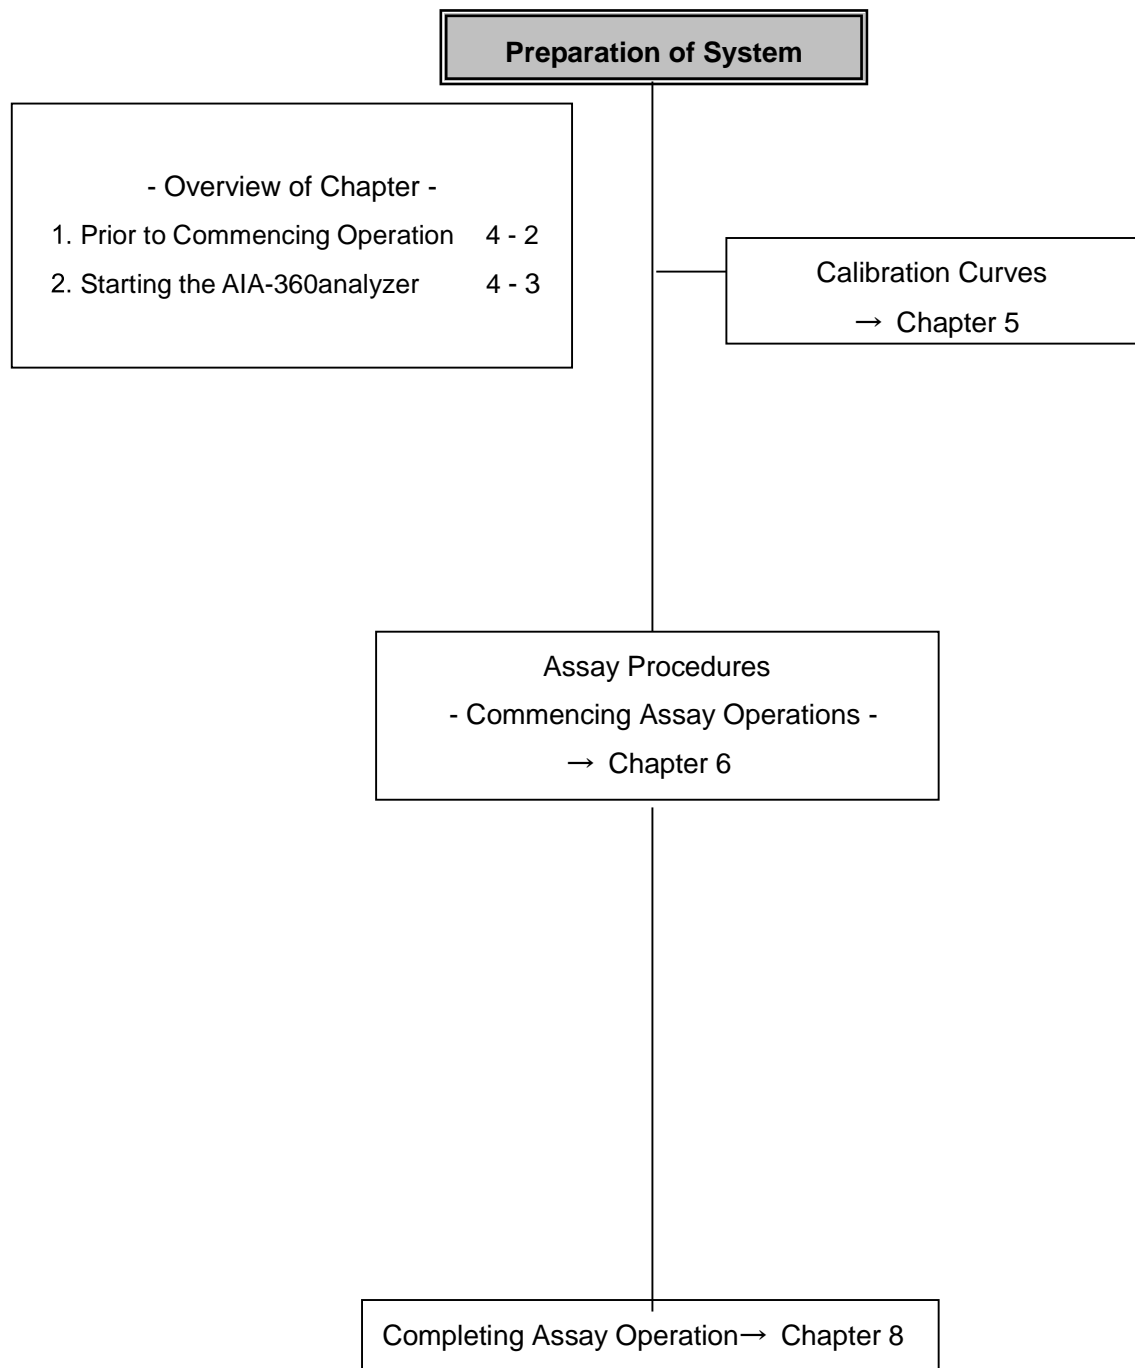 Preparation of System
- Overview of Chapter -
1. Prior to Commencing Operation 4 - 2
2. Starting the AIA-360analyzer 4 - 3
Calibration Curves
→ Chapter 5
Assay Procedures
- Commencing Assay Operations -
→ Chapter 6
Completing Assay Operation→ Chapter 8